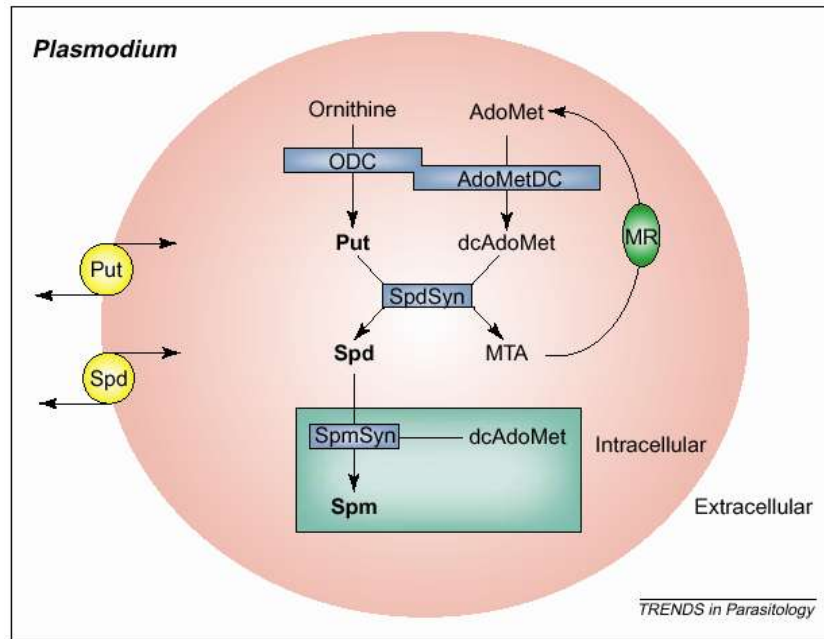 Plasmodium
Ornithine AdoMet
ODC
AdoMetDC
Put dcAdoMet MR
Put
SpdSyn
Spd MTA
Spd
SpmSyn dcAdoMet Intracellular
Spm Extracellular
TRENDS in Parasitology